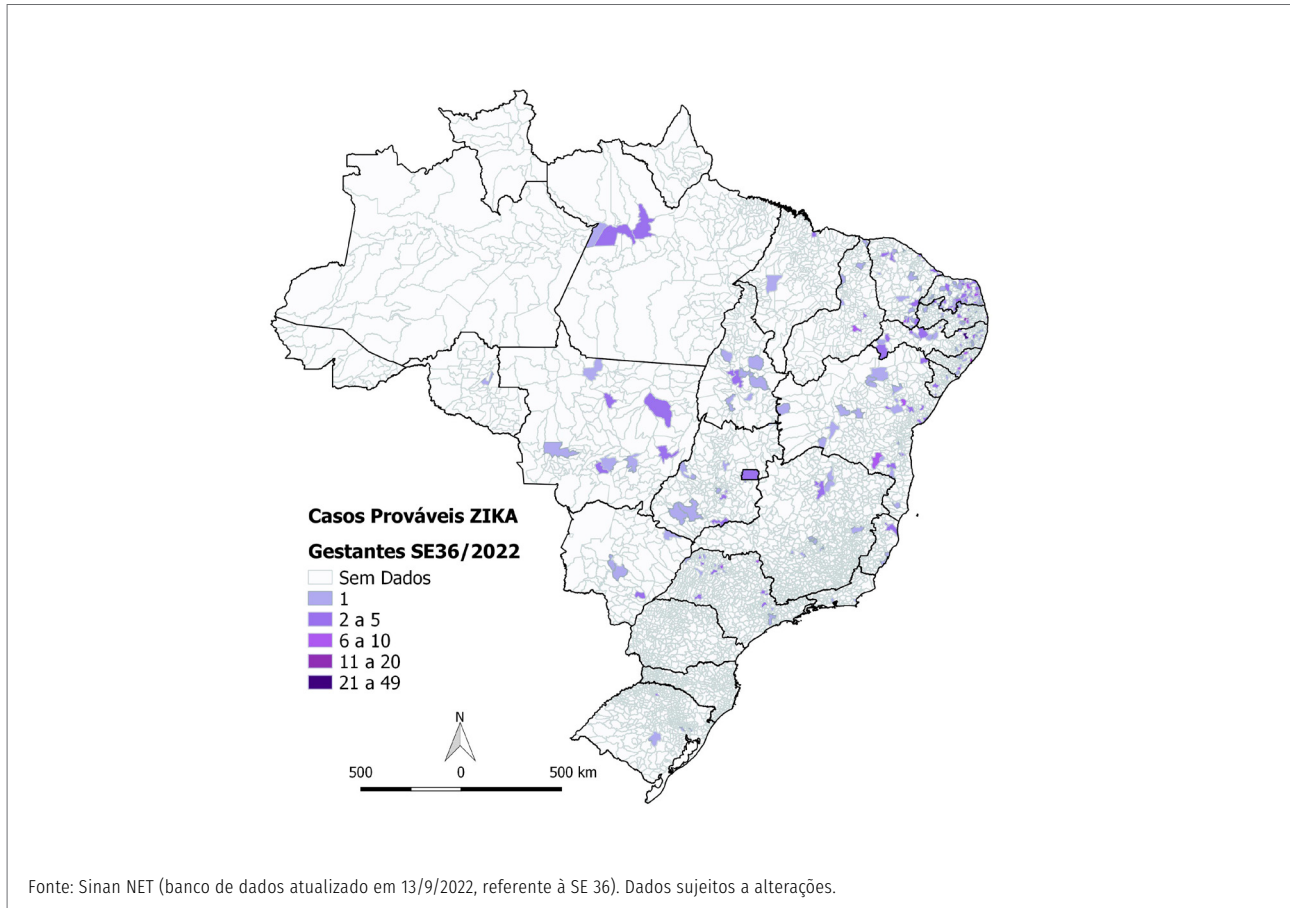 Casos Prováveis ZIKA
Gestantes SE36/2022
Sem Dados
1
2 a 5
6 a 10
11 a 20
21 a 49
N
500 0 500 km
Fonte: Sinan NET (banco de dados atualizado em 13/9/2022, referente à SE 36). Dados sujeitos a alterações.